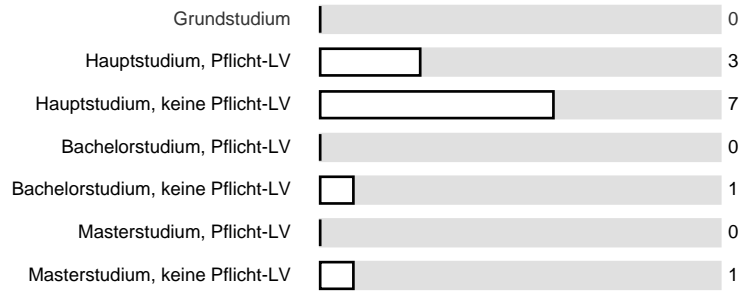 Grundstudium 0
Hauptstudium, Pflicht-LV 3
Hauptstudium, keine Pflicht-LV 7
Bachelorstudium, Pflicht-LV 0
Bachelorstudium, keine Pflicht-LV 1
Masterstudium, Pflicht-LV 0
Masterstudium, keine Pflicht-LV 1